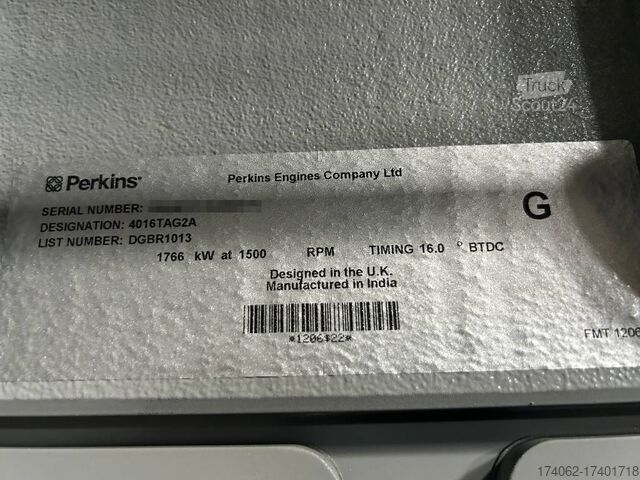 Truck
Scout24
Perkins®
Perkins Engines Company Ltd
G
SERIAL NUMBER:
DESIGNATION: 4016TAG2A
LIST NUMBER: DGBR1013
1766 kW at 1500 RPM TIMING 16.0 ° BTDC
Designed in the U.K.
Manufactured in India
*1206$22*
FMT 1206
174062-17401718